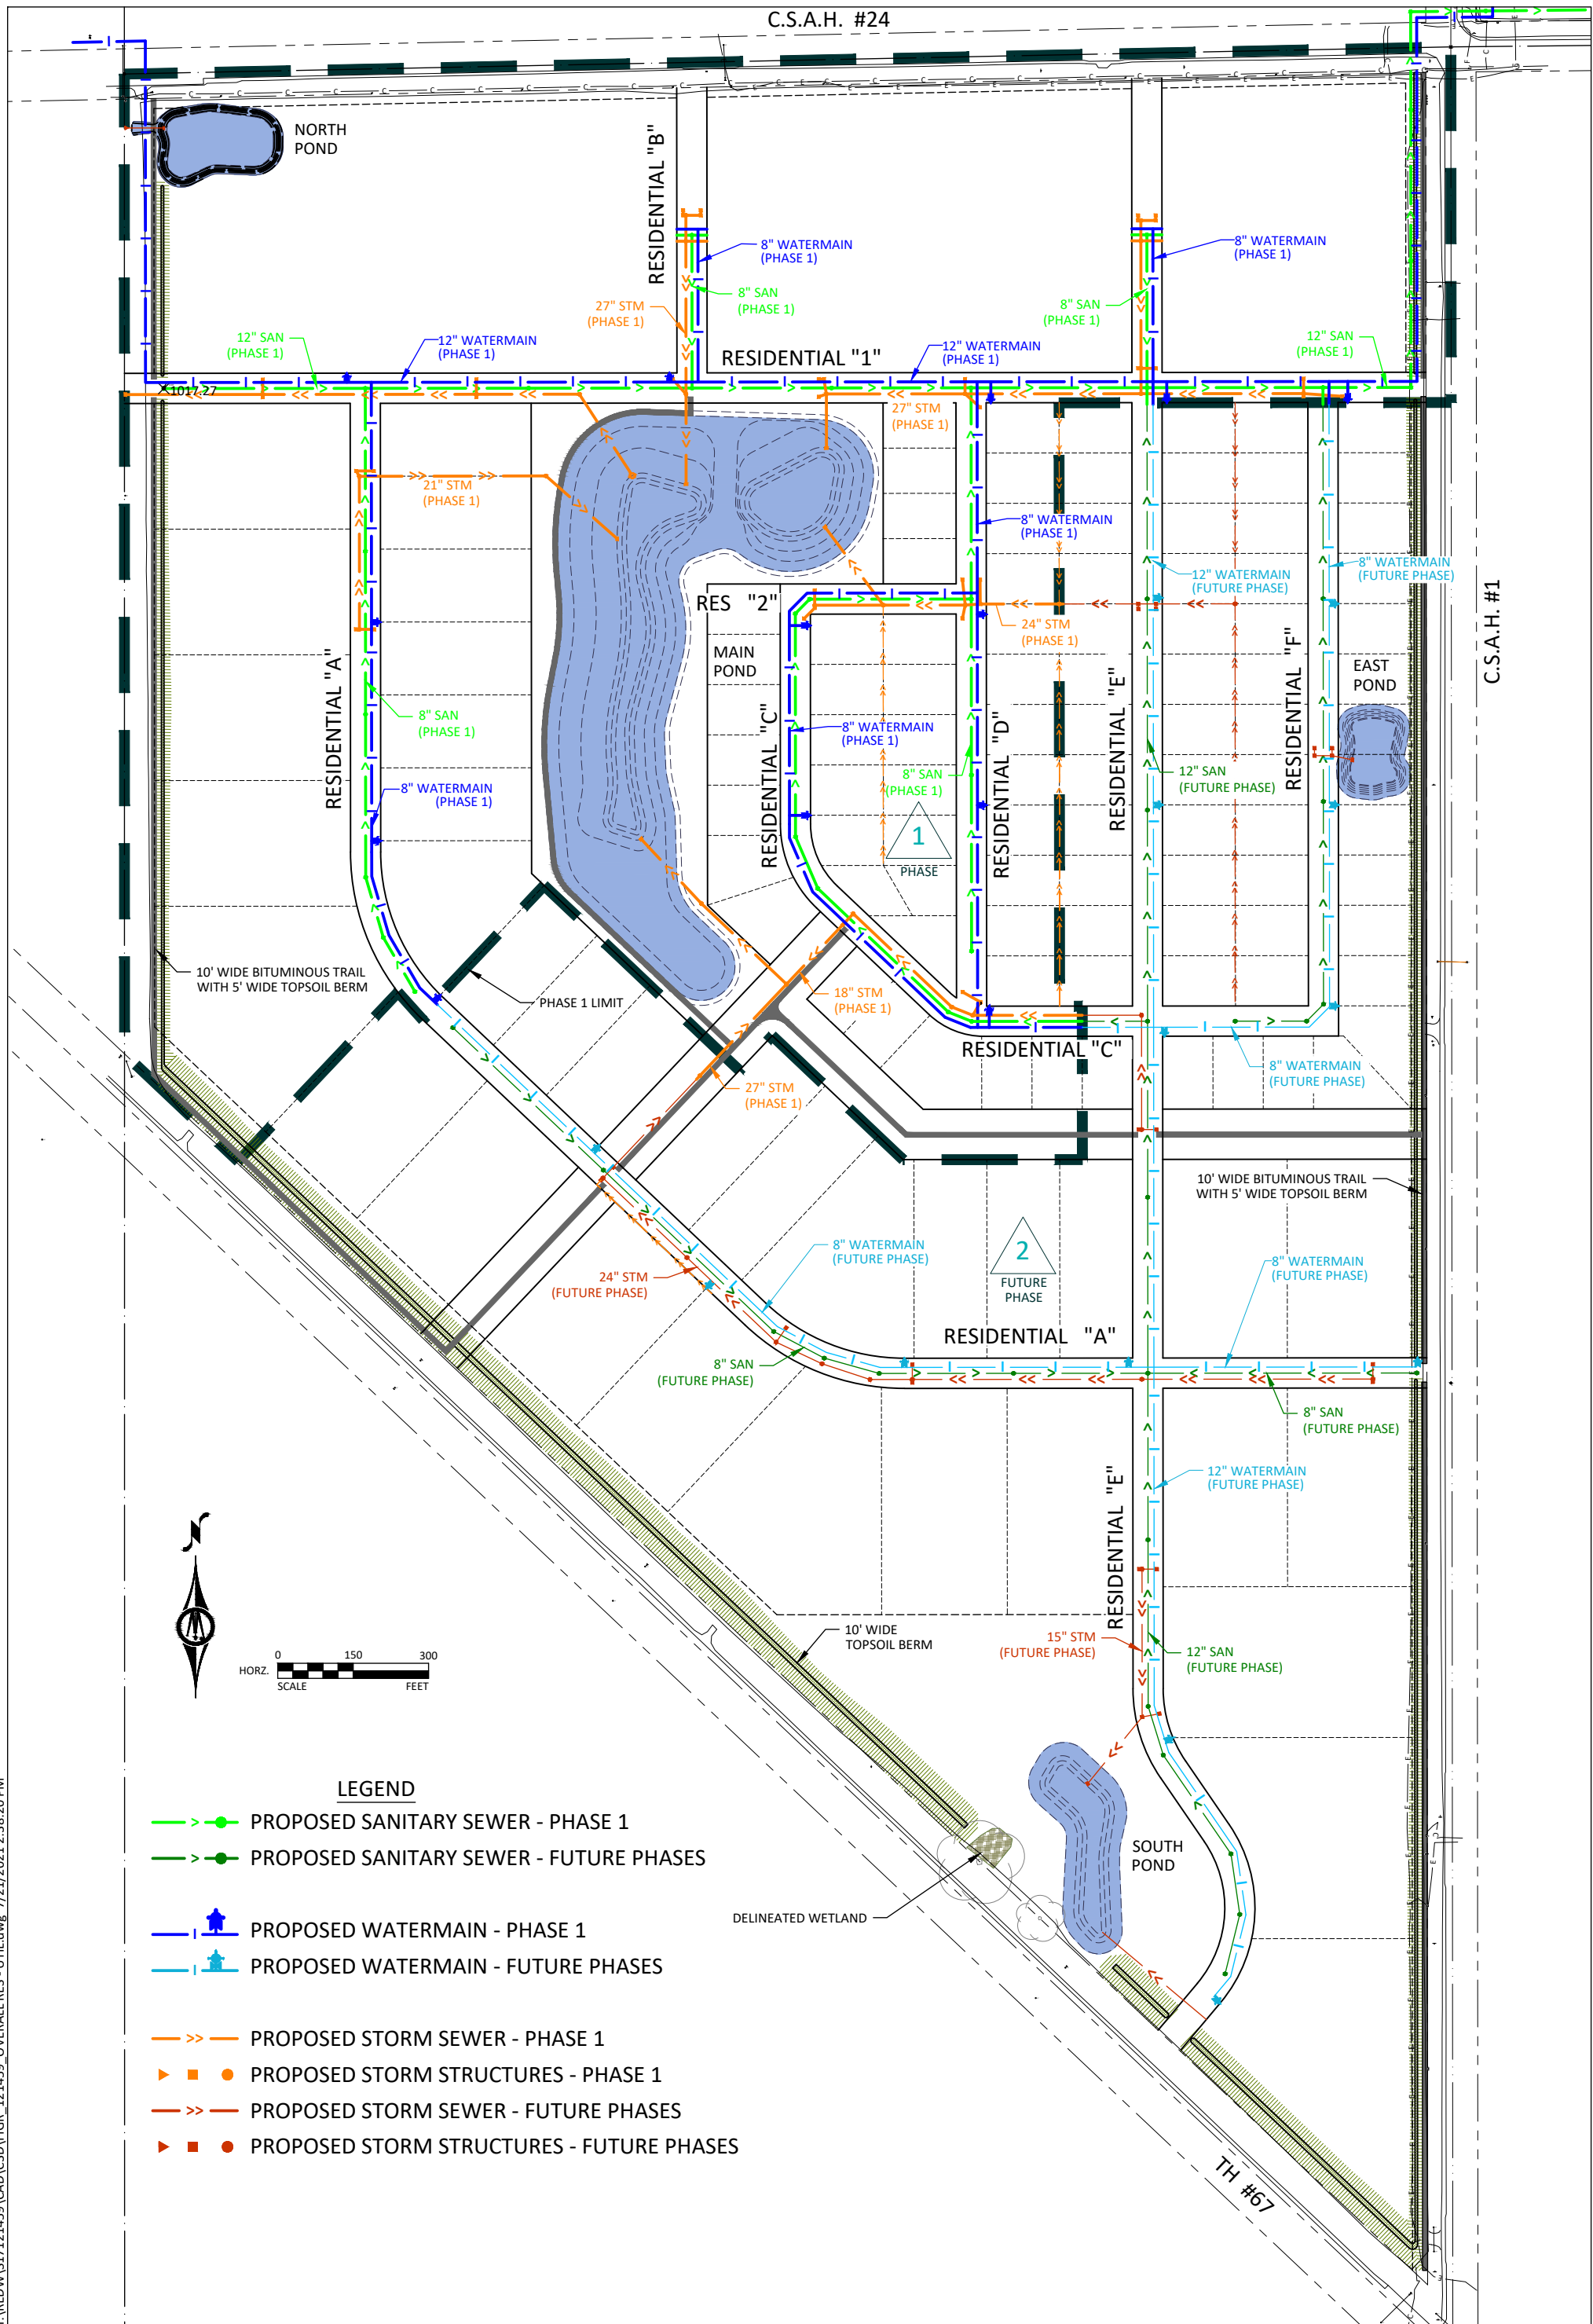 C.S.A.H. #24
NORTH
POND
RESIDENTIAL "B"
8" WATERMAIN
(PHASE 1)
8" WATERMAIN
(PHASE 1)
8" SAN
(PHASE 1)
27" STM
(PHASE 1)
8" SAN
(PHASE 1)
12" SAN
(PHASE 1)
12" WATERMAIN
(PHASE 1)
RESIDENTIAL "1"
12" WATERMAIN
(PHASE 1)
12" SAN
(PHASE 1)
1017.27
27" STM
(PHASE 1)
21" STM
(PHASE 1)
8" WATERMAIN
(PHASE 1)
12" WATERMAIN
(FUTURE PHASE)
8" WATERMAIN
(FUTURE PHASE)
C.S.A.H. #1
RES "2"
24" STM
(PHASE 1)
MAIN
POND
RESIDENTIAL "A"
RESIDENTIAL "C"
RESIDENTIAL "D"
RESIDENTIAL "E"
RESIDENTIAL "F"
EAST
POND
8" SAN
(PHASE 1)
8" WATERMAIN
(PHASE 1)
8" SAN
(PHASE 1)
12" SAN
(FUTURE PHASE)
8" WATERMAIN
(PHASE 1)
1
PHASE
10' WIDE BITUMINOUS TRAIL
WITH 5' WIDE TOPSOIL BERM
PHASE 1 LIMIT
18" STM
(PHASE 1)
RESIDENTIAL "C"
8" WATERMAIN
(FUTURE PHASE)
27" STM
(PHASE 1)
10' WIDE BITUMINOUS TRAIL
WITH 5' WIDE TOPSOIL BERM
8" WATERMAIN
(FUTURE PHASE)
2
FUTURE
PHASE
8" WATERMAIN
(FUTURE PHASE)
24" STM
(FUTURE PHASE)
RESIDENTIAL "A"
8" SAN
(FUTURE PHASE)
8" SAN
(FUTURE PHASE)
12" WATERMAIN
(FUTURE PHASE)
RESIDENTIAL "E"
N
0 150 300
HORZ.
SCALE FEET
10' WIDE
TOPSOIL BERM
15" STM
(FUTURE PHASE)
12" SAN
(FUTURE PHASE)
SOUTH
POND
DELINEATED WETLAND
TH #67
LEGEND
PROPOSED SANITARY SEWER - PHASE 1
PROPOSED SANITARY SEWER - FUTURE PHASES
PROPOSED WATERMAIN - PHASE 1
PROPOSED WATERMAIN - FUTURE PHASES
PROPOSED STORM SEWER - PHASE 1
PROPOSED STORM STRUCTURES - PHASE 1
PROPOSED STORM SEWER - FUTURE PHASES
PROPOSED STORM STRUCTURES - FUTURE PHASES